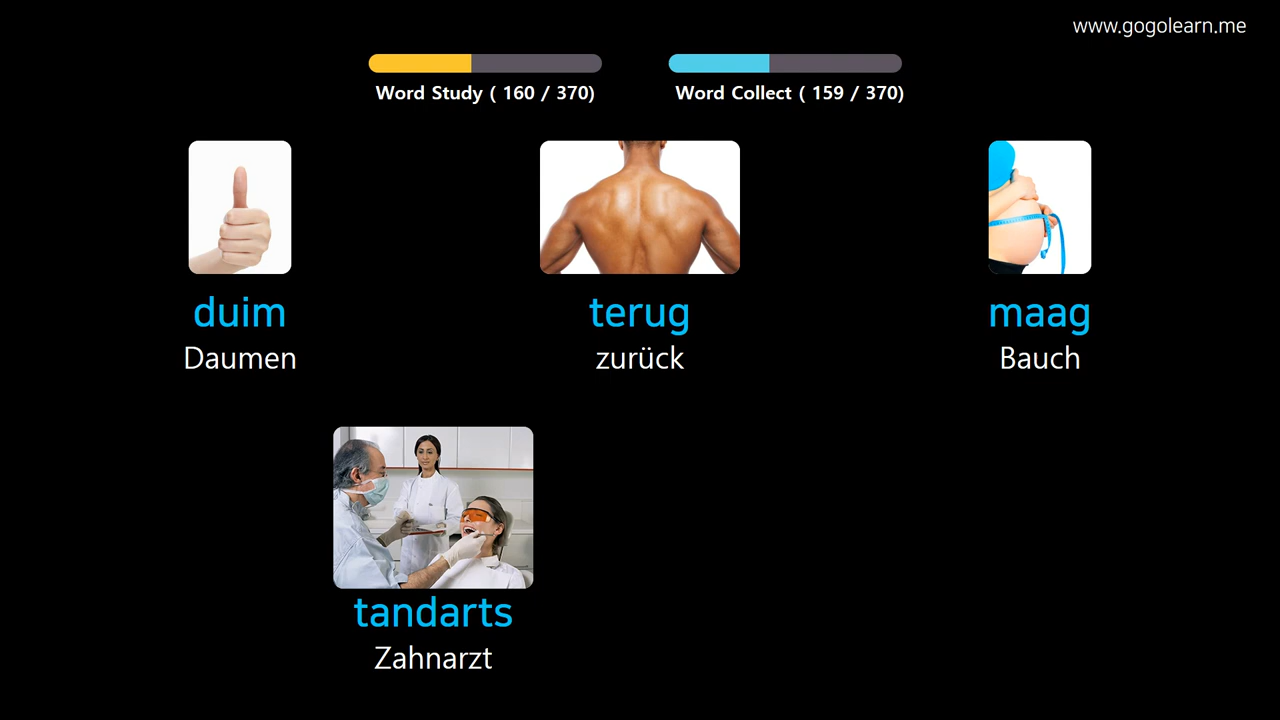 www.gogolearn.me
Word Study ( 160 / 370)
Word Collect ( 159 / 370)
duim
Daumen
terug
zurück
maag
Bauch
tandarts
Zahnarzt